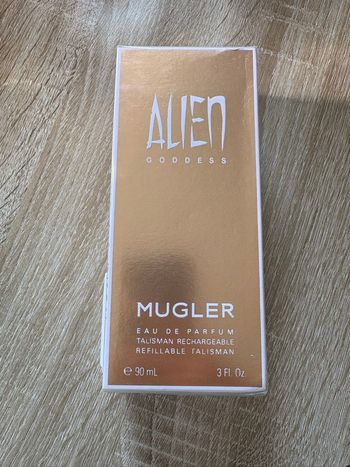 ALIEN
GODDESS
MUGLER
EAU DE PARFUM
TALISMAN RECHARGEABLE
REFILLABLE TALISMAN
℮ 90 mL 3 Fl. Oz.